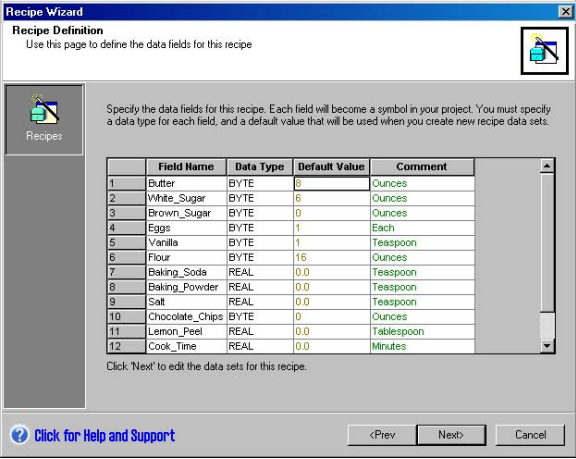 Recipe Wizard
Recipe Definition
Use this page to define the data fields for this recipe
Recipes
Specify the data fields for this recipe. Each field will become a symbol in your project. You must specify
a data type for each field, and a default value that will be used when you create new recipe data sets.
Field Name Data Type Default Value Comment
1 Butter BYTE 8 Ounces
2 White_Sugar BYTE 6 Ounces
3 Brown_Sugar BYTE 0 Ounces
4 Eggs BYTE 1 Each
5 Vanilla BYTE 1 Teaspoon
6 Flour BYTE 16 Ounces
7 Baking_Soda REAL 0.0 Teaspoon
8 Baking_Powder REAL 0.0 Teaspoon
9 Salt REAL 0.0 Teaspoon
10 Chocolate_Chips BYTE 0 Ounces
11 Lemon_Peel REAL 0.0 Tablespoon
12 Cook_Time REAL 0.0 Minutes
Click 'Next' to edit the data sets for this recipe.
Click for Help and Support
<Prev Next> Cancel